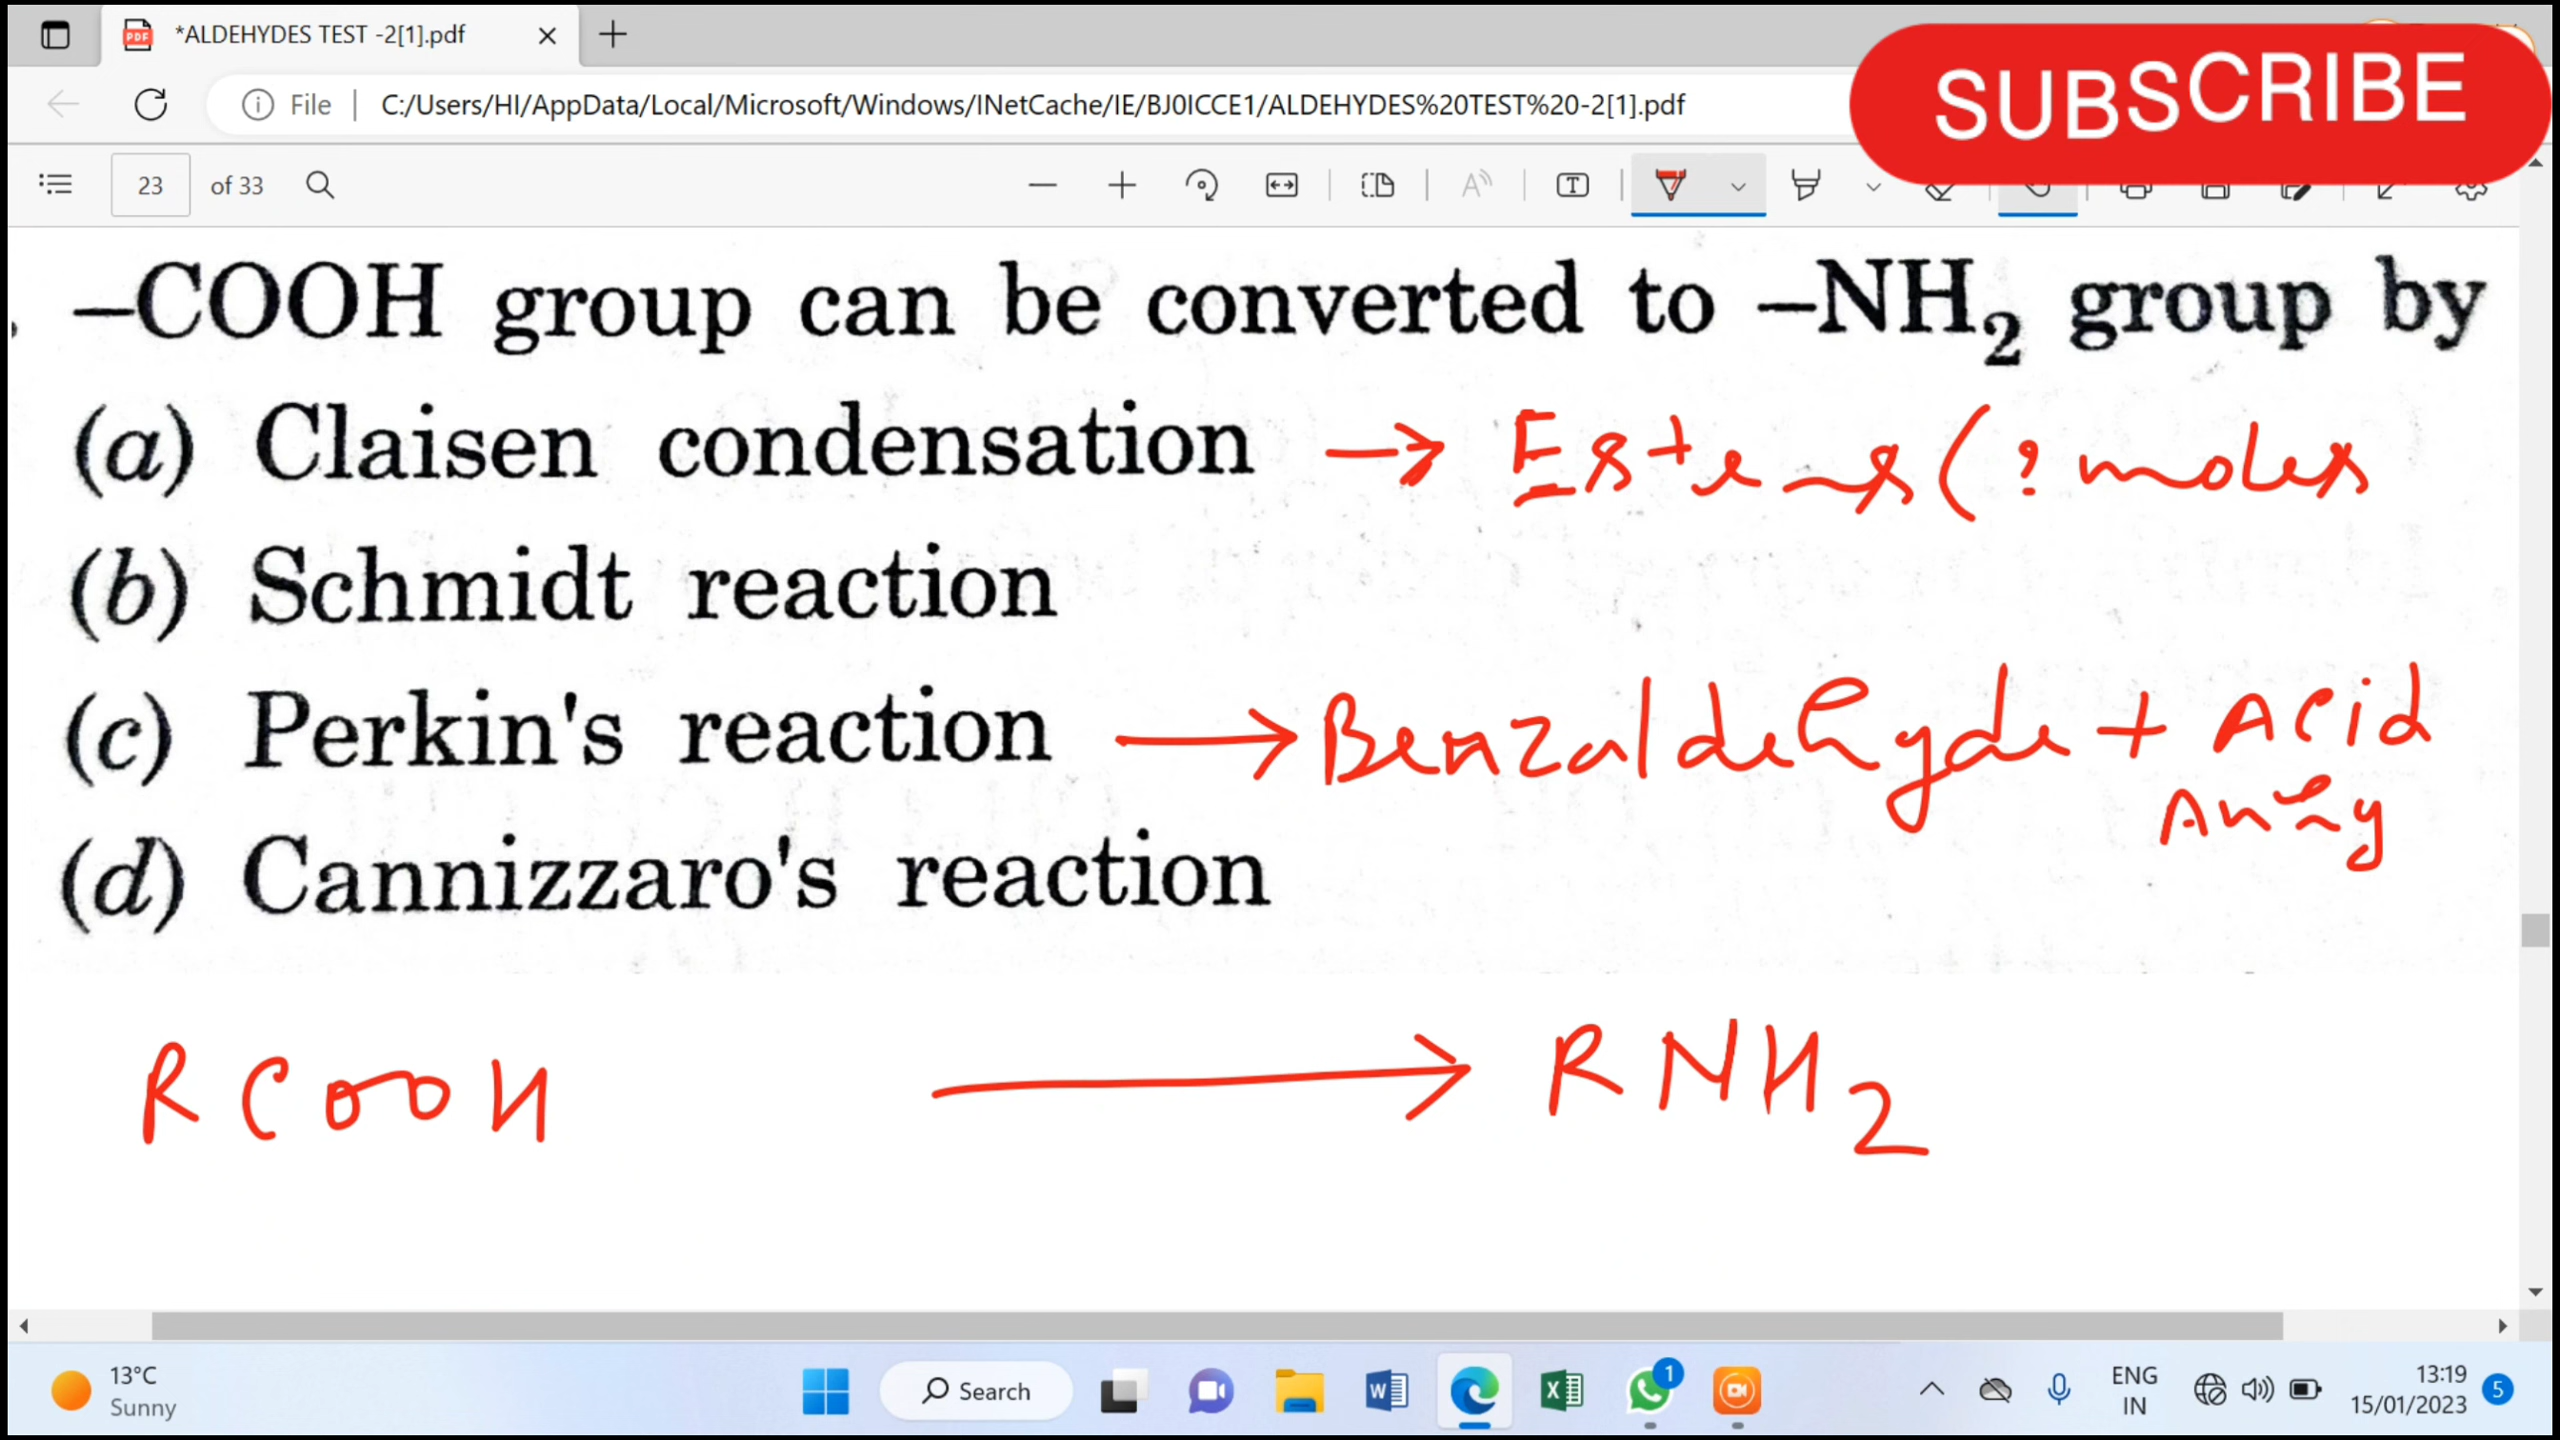 *ALDEHYDES TEST -2[1].pdf
SUBSCRIBE
File | C:/Users/HI/AppData/Local/Microsoft/Windows/INetCache/IE/BJ0ICCE1/ALDEHYDES%20TEST%20-2[1].pdf
23 of 33
–COOH group can be converted to –NH₂ group by
(a) Claisen condensation → Esters (2 moles
(b) Schmidt reaction
(c) Perkin's reaction → Benzaldehyde + Acid
Anhy
(d) Cannizzaro's reaction
RCOOH → RNH₂
13°C
Sunny
Search
1
ENG
IN
13:19
15/01/2023
5